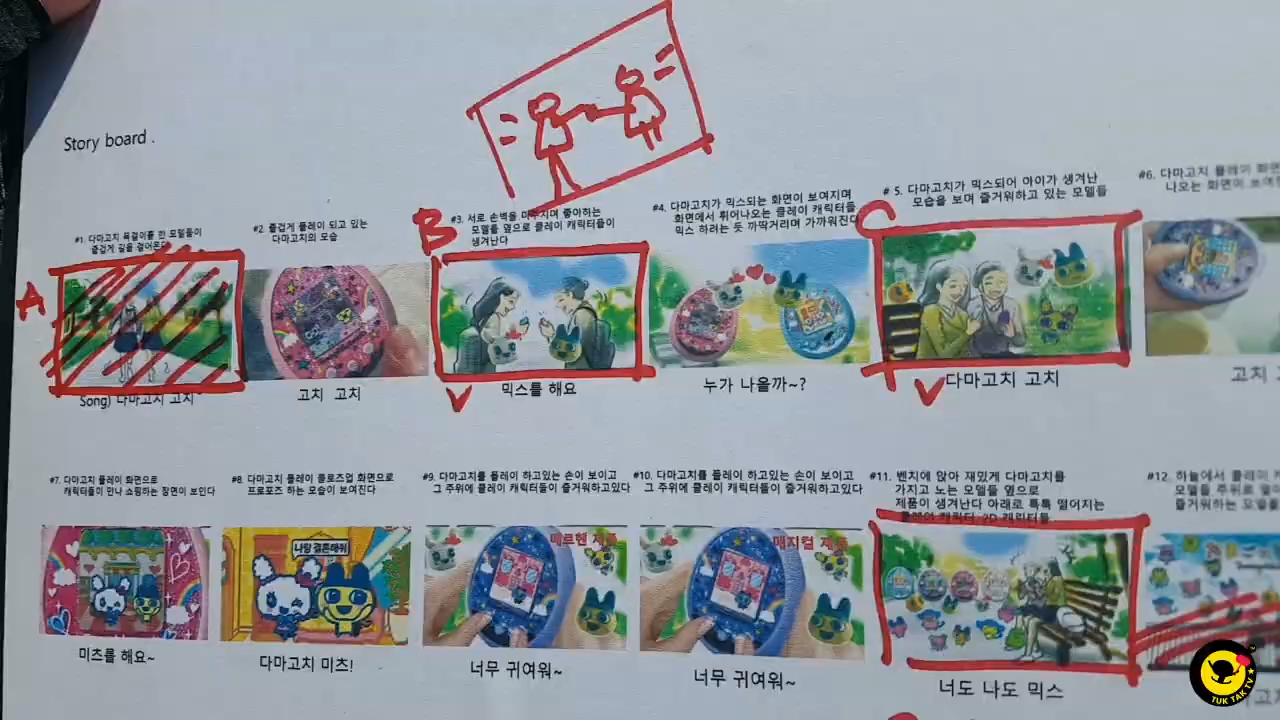 Story board .
B
C
A
#1. 다마고치 목걸이를 한 모델들이
즐겁게 길을 걸어온다
#2 즐겁게 플레이 되고 있는
다마고치의 모습
#3. 서로 손벽을 마주치며 좋아하는
모델들 옆으로 클레이 캐릭터들이
생겨난다
#4. 다마고치가 믹스되는 화면이 보여지며
화면에서 튀어나오는 클레이 캐릭터들
믹스 하려는 듯 까딱거리며 가까워진다
# 5. 다마고치가 믹스되어 아이가 생겨난
모습을 보며 즐거워하고 있는 모델들
#6. 다마고치 플레이 화면
나오는 화면이
Song) 다마고치 고치
고치 고치
믹스를 해요
누가 나올까~?
다마고치 고치
고치
#7. 다마고치 플레이 화면으로
캐릭터들이 만나 쇼핑하는 장면이 보인다
#8. 다마고치 플레이 클로즈업 화면으로
프로포즈 하는 모습이 보여진다
#9. 다마고치를 플레이 하고있는 손이 보이고
그 주위에 클레이 캐릭터들이 즐거워하고있다
#10. 다마고치를 플레이 하고있는 손이 보이고
그 주위에 클레이 캐릭터들이 즐거워하고있다
#11. 벤치에 앉아 재밌게 다마고치를
가지고 노는 모델들 옆으로
제품이 생겨난다 아래로 톡톡 떨어지는
클레이 캐릭터, 2D 캐릭터들
#12. 하늘에서 클레이
모델들 주위로
즐거워하는
나랑 결혼해줘
메르헨 제품
매지컬 제품
미츠를 해요~
다마고치 미츠!
너무 귀여워~
너무 귀여워~
너도 나도 믹스
TUK TAK TV